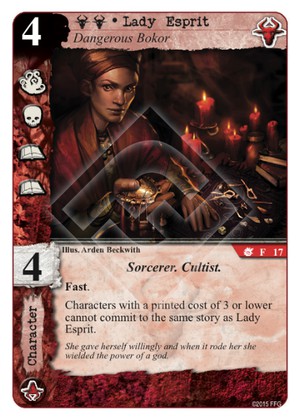 4
• Lady Esprit
Dangerous Bokor
Illus. Arden Beckwith
F 17
4
Character
Sorcerer. Cultist.
Fast.
Characters with a printed cost of 3 or lower
cannot commit to the same story as Lady
Esprit.
She gave herself willingly and when it rode her she
wielded the power of a god.
©2015 FFG